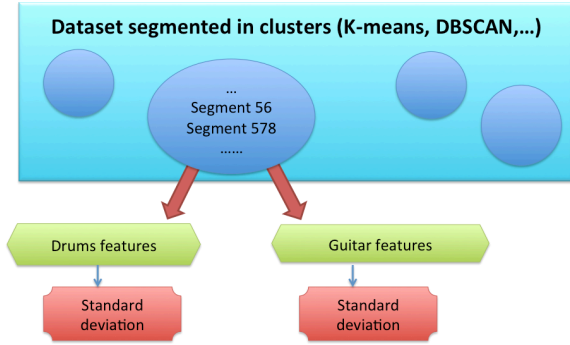 Dataset segmented in clusters (K-means, DBSCAN,...)
...
Segment 56
Segment 578
......
Drums features
Guitar features
Standard
deviation
Standard
deviation